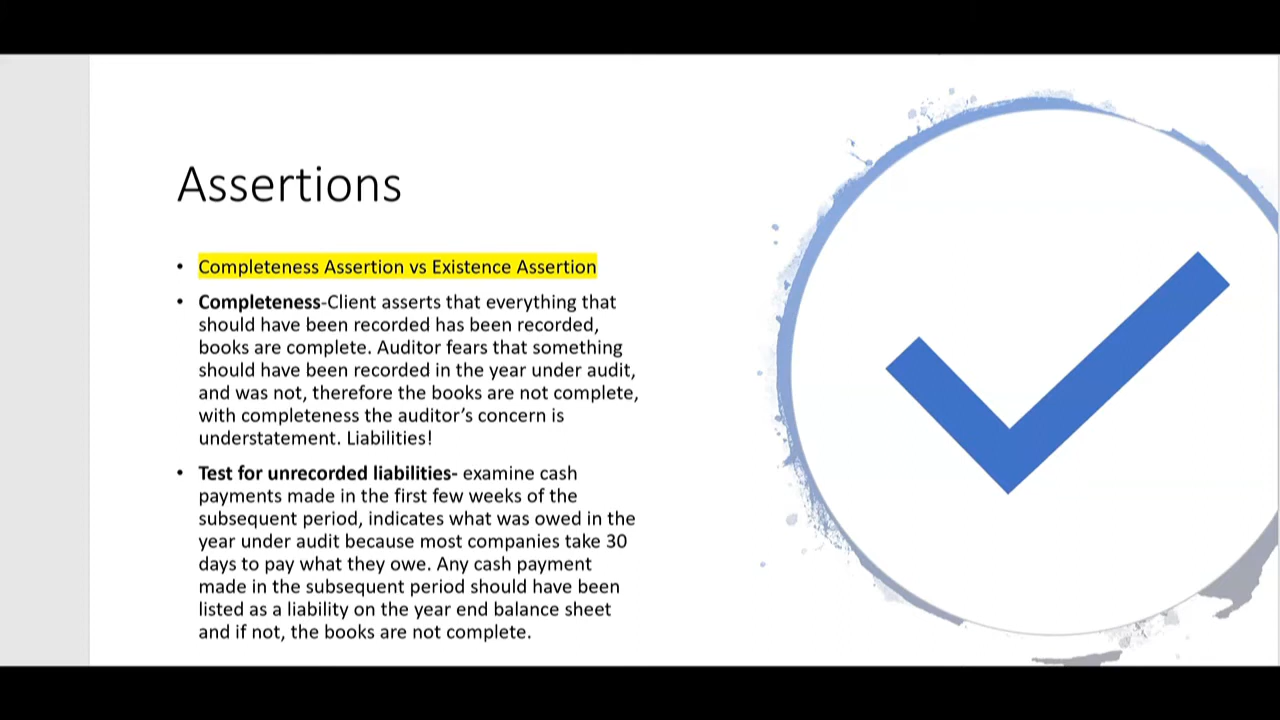 Assertions
• Completeness Assertion vs Existence Assertion
• Completeness-Client asserts that everything that
should have been recorded has been recorded,
books are complete. Auditor fears that something
should have been recorded in the year under audit,
and was not, therefore the books are not complete,
with completeness the auditor's concern is
understatement. Liabilities!
• Test for unrecorded liabilities- examine cash
payments made in the first few weeks of the
subsequent period, indicates what was owed in the
year under audit because most companies take 30
days to pay what they owe. Any cash payment
made in the subsequent period should have been
listed as a liability on the year end balance sheet
and if not, the books are not complete.